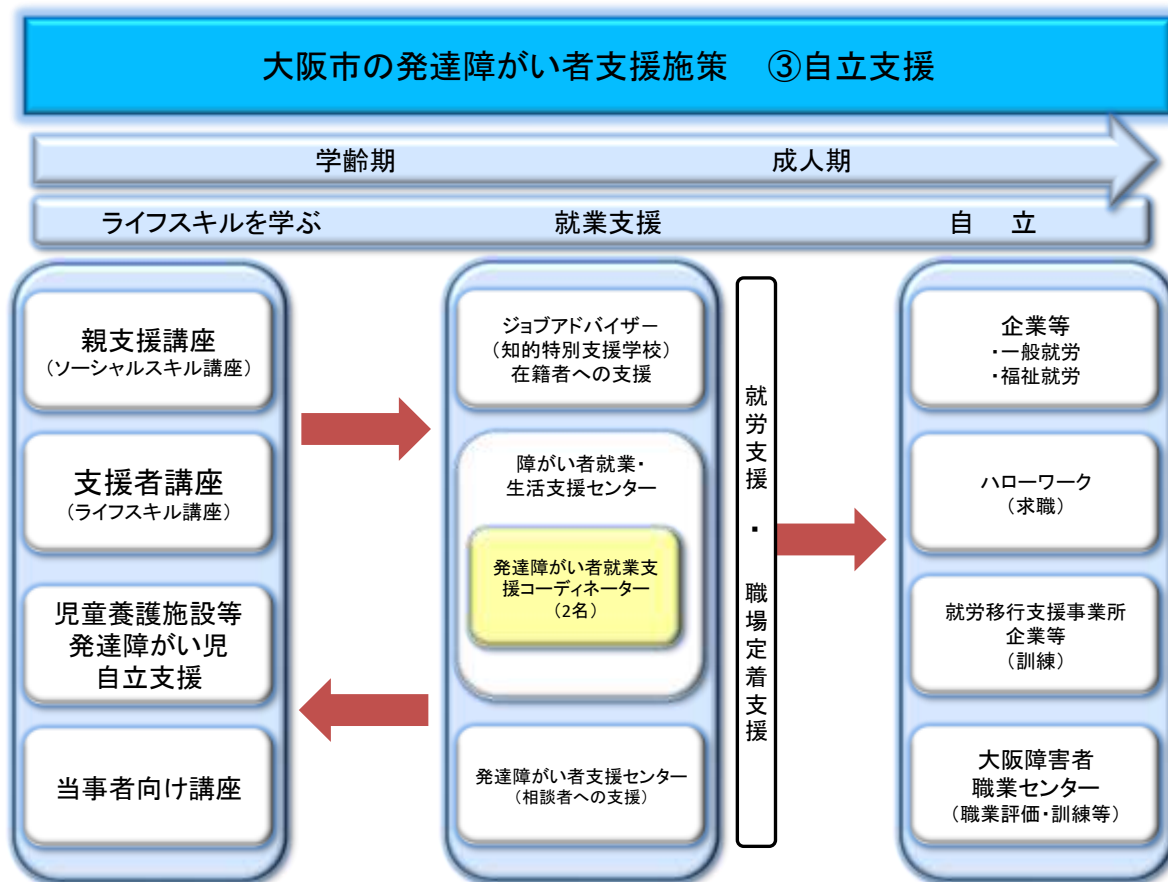 大阪市の発達障がい者支援施策　③自立支援
学齢期
成人期
ライフスキルを学ぶ
就業支援
自　立
親支援講座
（ソーシャルスキル講座）
支援者講座
（ライフスキル講座）
児童養護施設等
発達障がい児
自立支援
当事者向け講座
ジョブアドバイザー
（知的特別支援学校）
在籍者への支援
障がい者就業・
生活支援センター
発達障がい者就業支
援コーディネーター
（2名）
発達障がい者支援センター
（相談者への支援）
就労支援・職場定着支援
企業等
・一般就労
・福祉就労
ハローワーク
（求職）
就労移行支援事業所
企業等
（訓練）
大阪障害者
職業センター
（職業評価・訓練等）